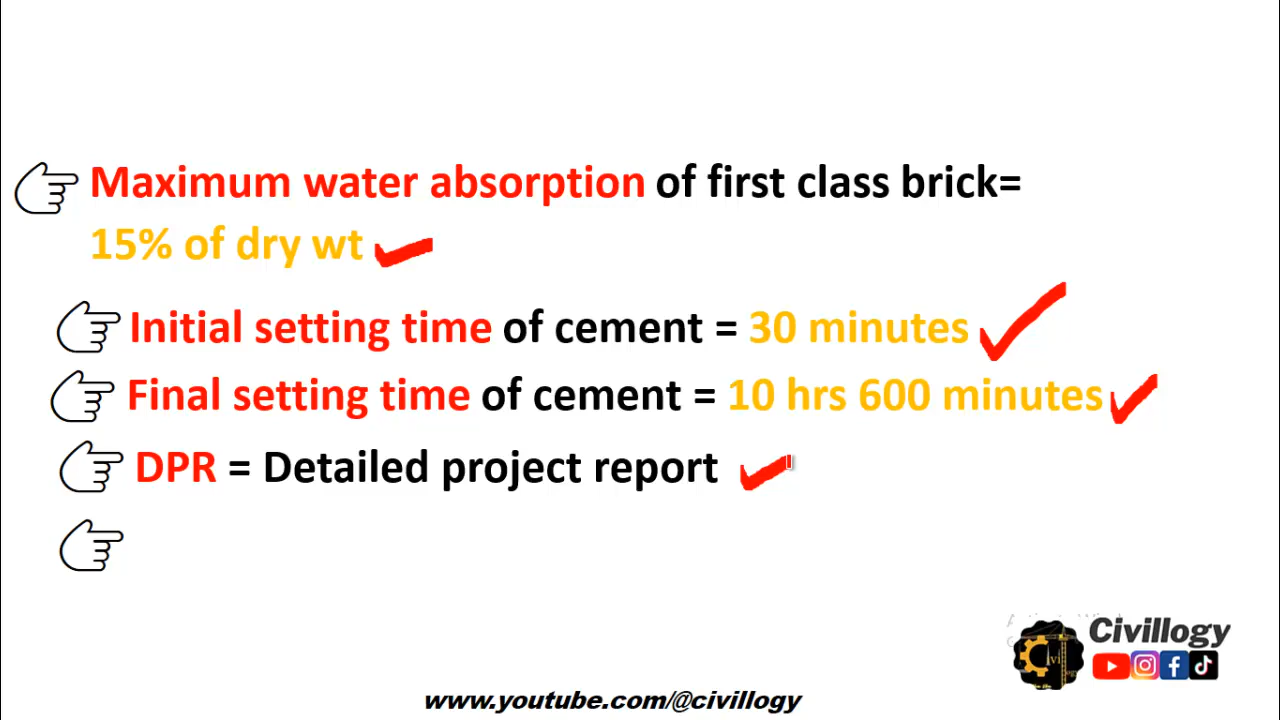 Maximum water absorption of first class brick=
15% of dry wt
Initial setting time of cement = 30 minutes
Final setting time of cement = 10 hrs 600 minutes
DPR = Detailed project report
Civillogy
www.youtube.com/@civillogy